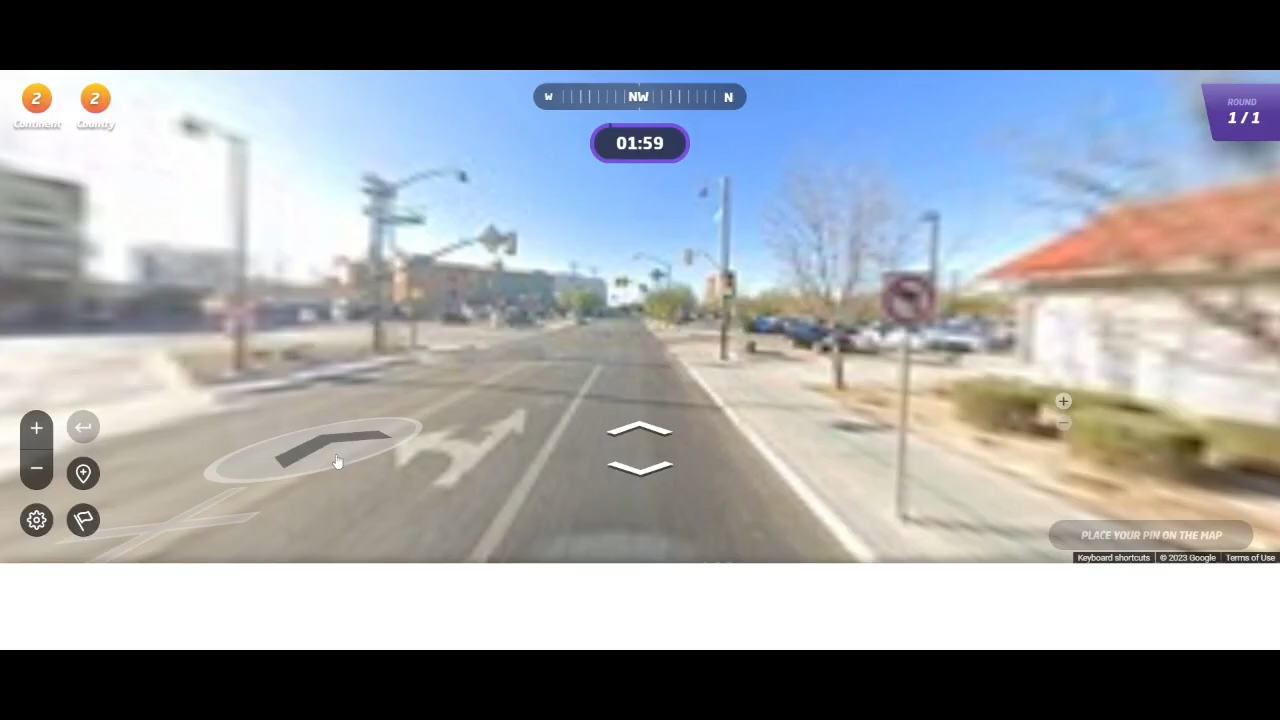 2
2
Continent
Country
W
NW
N
01:59
ROUND
1 / 1
PLACE YOUR PIN ON THE MAP
Keyboard shortcuts
© 2023 Google
Terms of Use